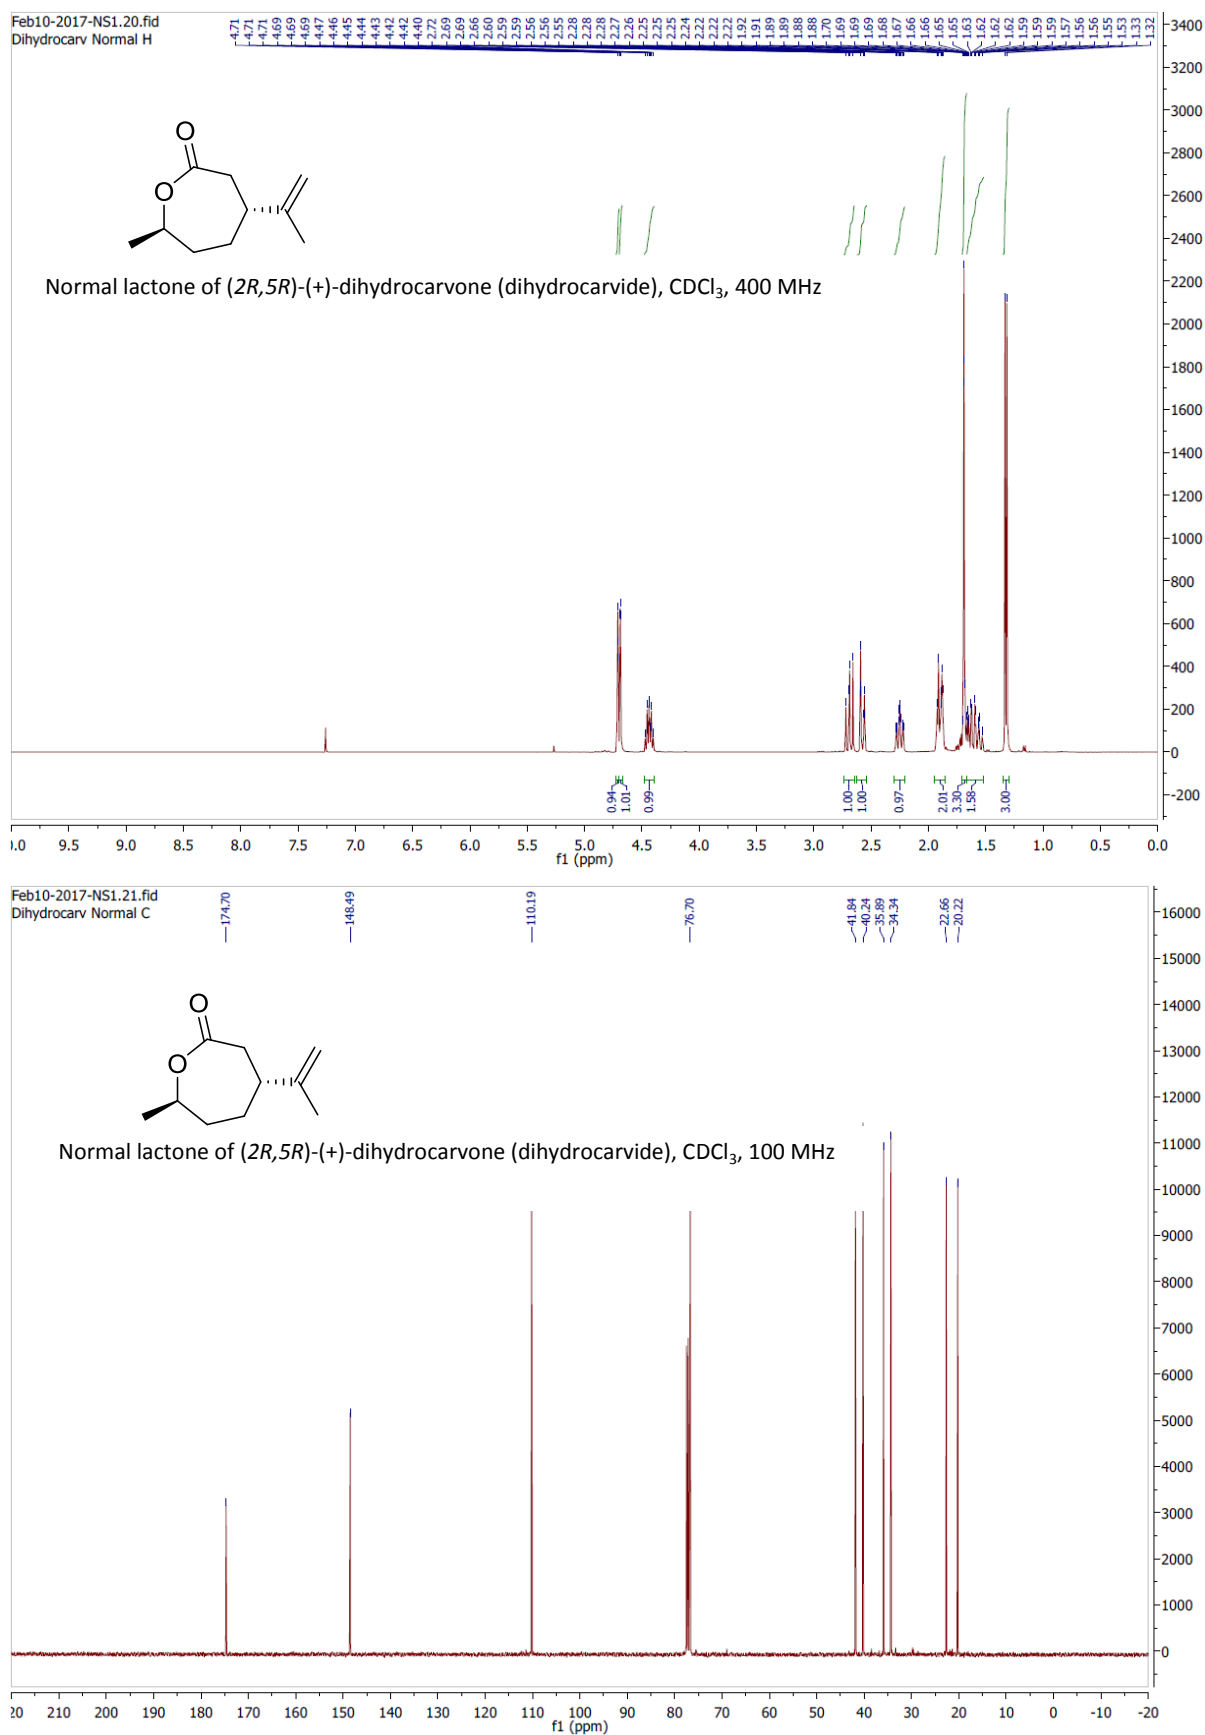 Feb10-2017-NS1.20.fid
Dihydrocarv Normal H
4.71 4.71 4.71 4.69 4.69 4.69 4.47 4.46 4.45 4.44 4.43 4.42 4.42 4.40 2.72 2.69 2.69 2.66 2.60 2.59 2.59 2.56 2.56 2.55 2.28 2.28 2.28 2.27 2.26 2.25 2.25 2.25 2.24 2.22 2.22 2.22 1.92 1.91 1.89 1.89 1.88 1.88 1.70 1.69 1.69 1.69 1.68 1.67 1.66 1.66 1.65 1.65 1.63 1.62 1.62 1.62 1.59 1.59 1.59 1.57 1.56 1.56 1.55 1.53 1.33 1.32
3400
3200
3000
2800
2600
2400
2200
2000
1800
1600
1400
1200
1000
800
600
400
200
0
-200
O
O
Normal lactone of (2R,5R)-(+)-dihydrocarvone (dihydrocarvide), CDCl3, 400 MHz
0.94 1.01 0.99 1.00 1.00 0.97 2.01 3.30 1.58 3.00
).0 9.5 9.0 8.5 8.0 7.5 7.0 6.5 6.0 5.5 5.0 4.5 4.0 3.5 3.0 2.5 2.0 1.5 1.0 0.5 0.0
f1 (ppm)
Feb10-2017-NS1.21.fid
Dihydrocarv Normal C
174.70 148.49 110.19 76.70 41.84 40.24 35.89 34.34 22.66 20.22
16000
15000
14000
13000
12000
11000
10000
9000
8000
7000
6000
5000
4000
3000
2000
1000
0
O
O
Normal lactone of (2R,5R)-(+)-dihydrocarvone (dihydrocarvide), CDCl3, 100 MHz
20 210 200 190 180 170 160 150 140 130 120 110 100 90 80 70 60 50 40 30 20 10 0 -10 -20
f1 (ppm)